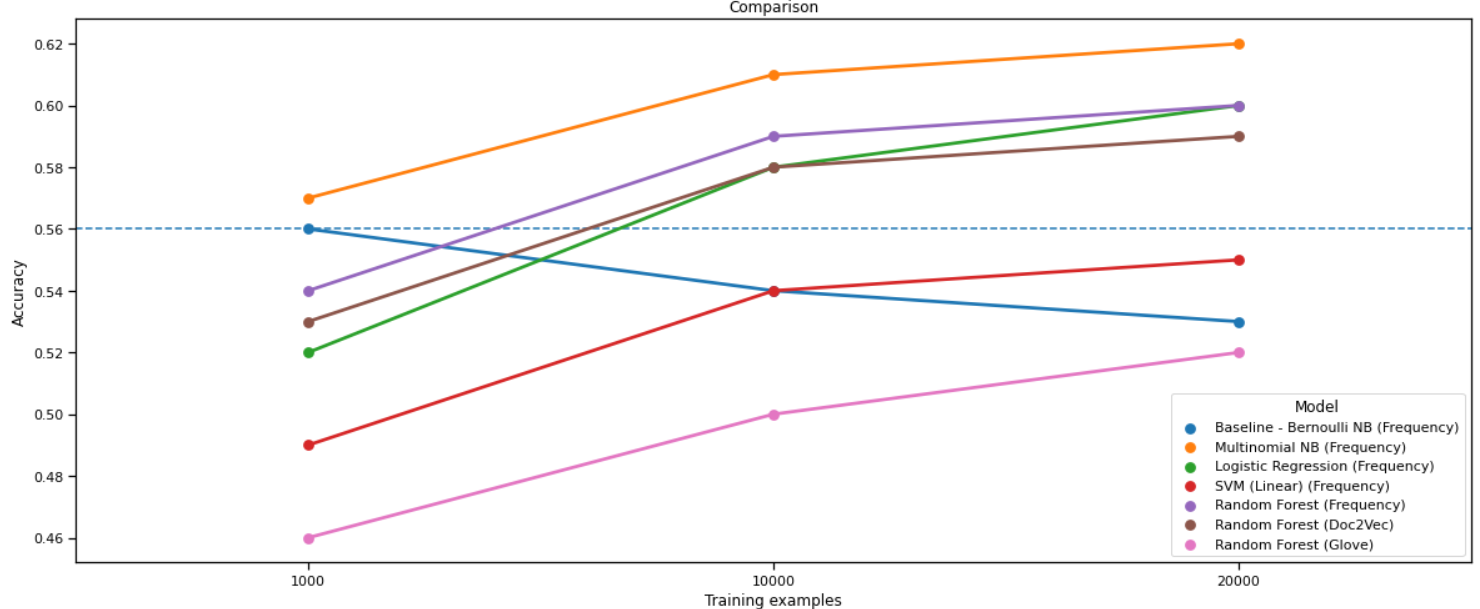 Comparison
0.62
0.60
0.58
0.56
0.54
0.52
0.50
0.48
0.46
Accuracy
1000
10000
20000
Training examples
Model
Baseline - Bernoulli NB (Frequency)
Multinomial NB (Frequency)
Logistic Regression (Frequency)
SVM (Linear) (Frequency)
Random Forest (Frequency)
Random Forest (Doc2Vec)
Random Forest (Glove)